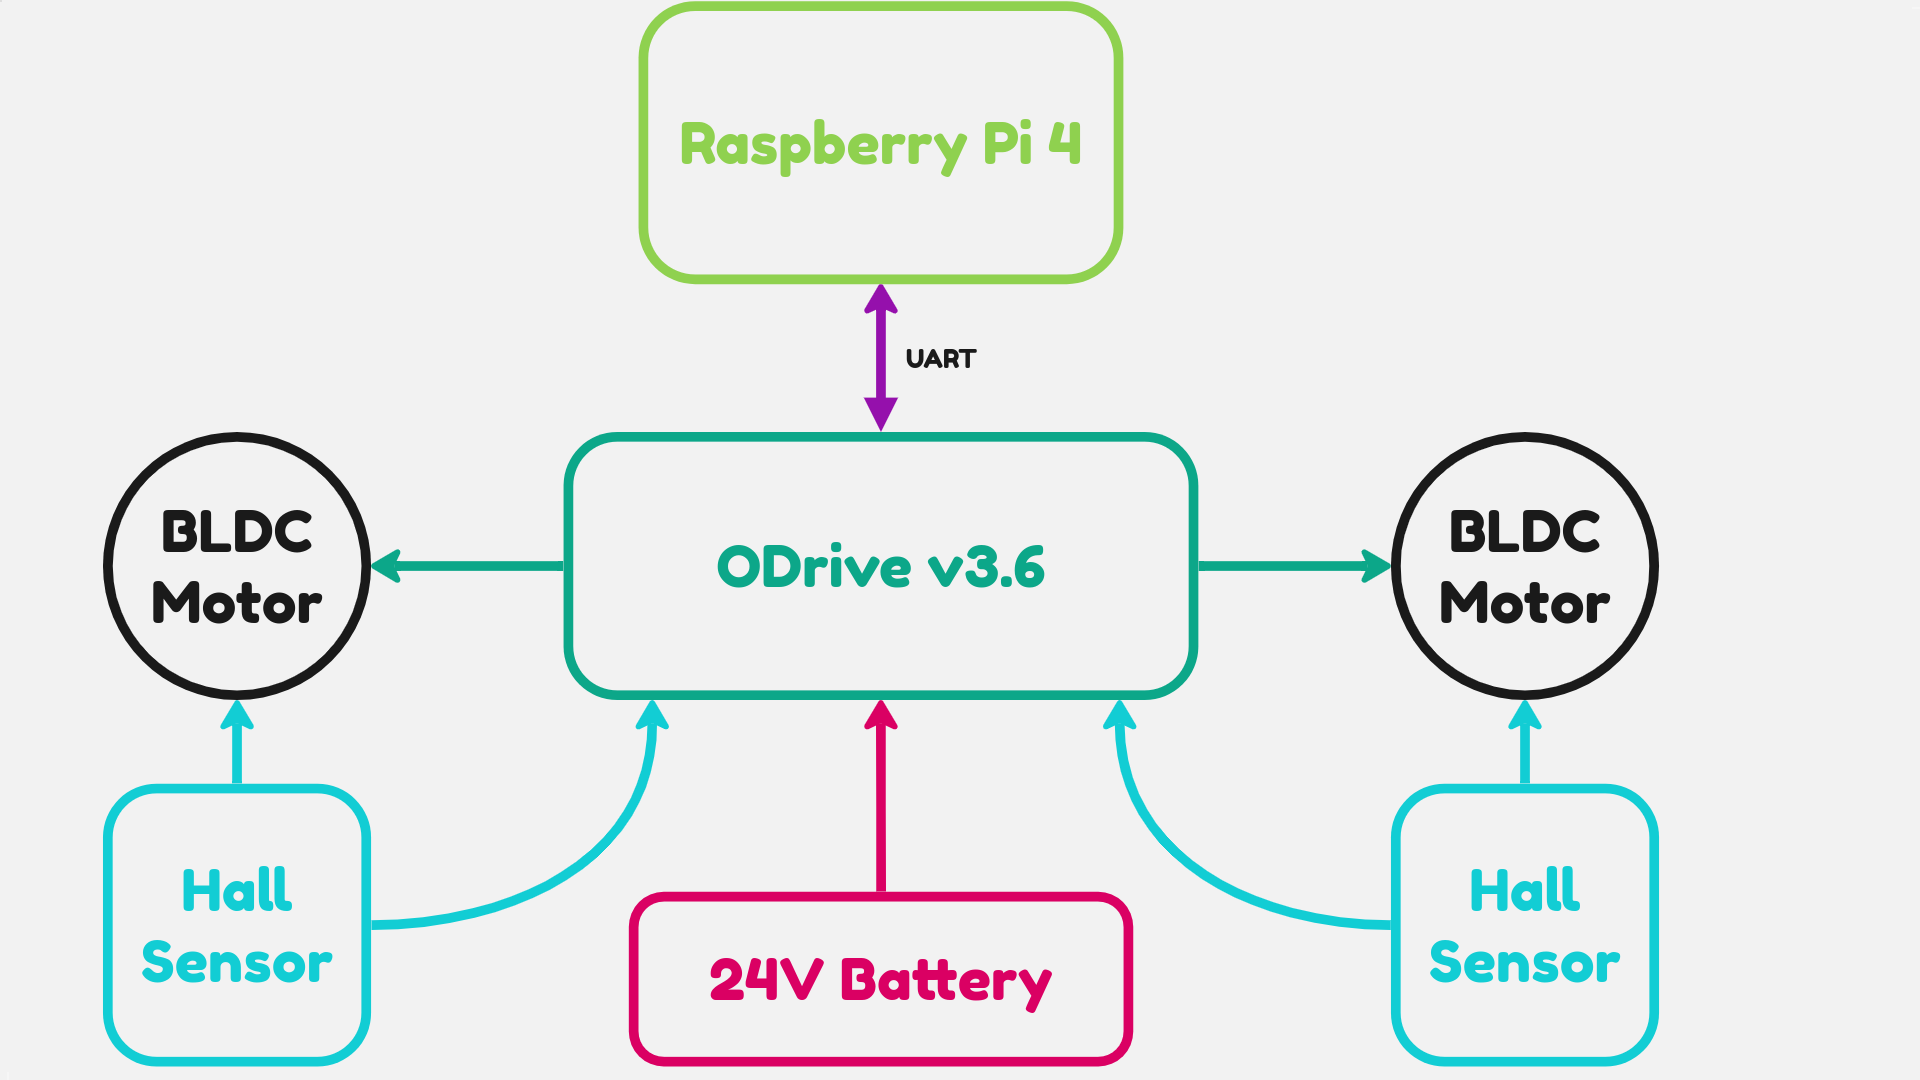 Raspberry Pi 4
UART
BLDC
Motor
ODrive v3.6
BLDC
Motor
Hall
Sensor
24V Battery
Hall
Sensor